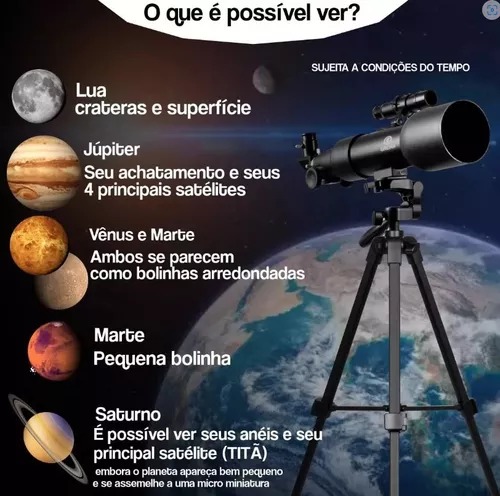 O que é possível ver?
SUJEITA A CONDIÇÕES DO TEMPO
Lua
crateras e superfície
Júpiter
Seu achatamento e seus
4 principais satélites
Vênus e Marte
Ambos se parecem
como bolinhas arredondadas
Marte
Pequena bolinha
Saturno
É possível ver seus anéis e seu
principal satélite (TITÃ)
embora o planeta apareça bem pequeno
e se assemelhe a uma micro miniatura